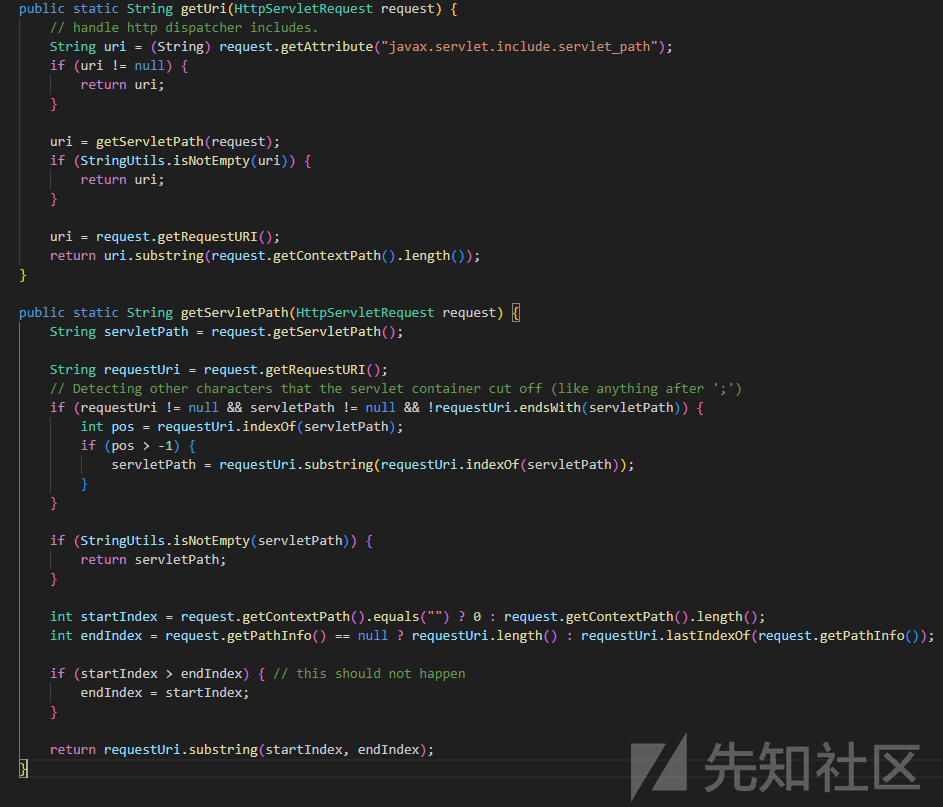 public static String getUri(HttpServletRequest request) {
// handle http dispatcher includes.
String uri = (String) request.getAttribute("javax.servlet.include.servlet_path");
if (uri != null) {
return uri;
}
uri = getServletPath(request);
if (StringUtils.isNotEmpty(uri)) {
return uri;
}
uri = request.getRequestURI();
return uri.substring(request.getContextPath().length());
}
public static String getServletPath(HttpServletRequest request) {
String servletPath = request.getServletPath();
String requestUri = request.getRequestURI();
// Detecting other characters that the servlet container cut off (like anything after ';')
if (requestUri != null && servletPath != null && !requestUri.endsWith(servletPath)) {
int pos = requestUri.indexOf(servletPath);
if (pos > -1) {
servletPath = requestUri.substring(requestUri.indexOf(servletPath));
}
}
if (StringUtils.isNotEmpty(servletPath)) {
return servletPath;
}
int startIndex = request.getContextPath().equals("") ? 0 : request.getContextPath().length();
int endIndex = request.getPathInfo() == null ? requestUri.length() : requestUri.lastIndexOf(request.getPathInfo());
if (startIndex > endIndex) { // this should not happen
endIndex = startIndex;
}
return requestUri.substring(startIndex, endIndex);
}
先知社区